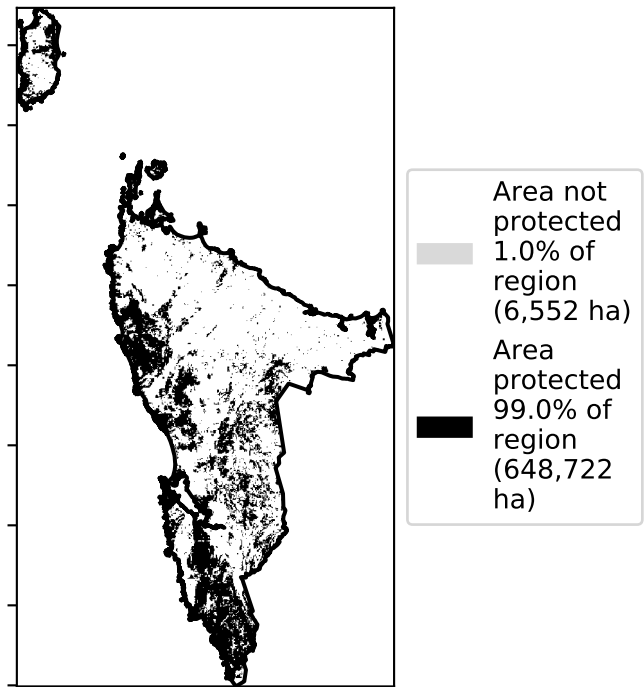 Area not
protected
1.0% of
region
(6,552 ha)
Area
protected
99.0% of
region
(648,722
ha)